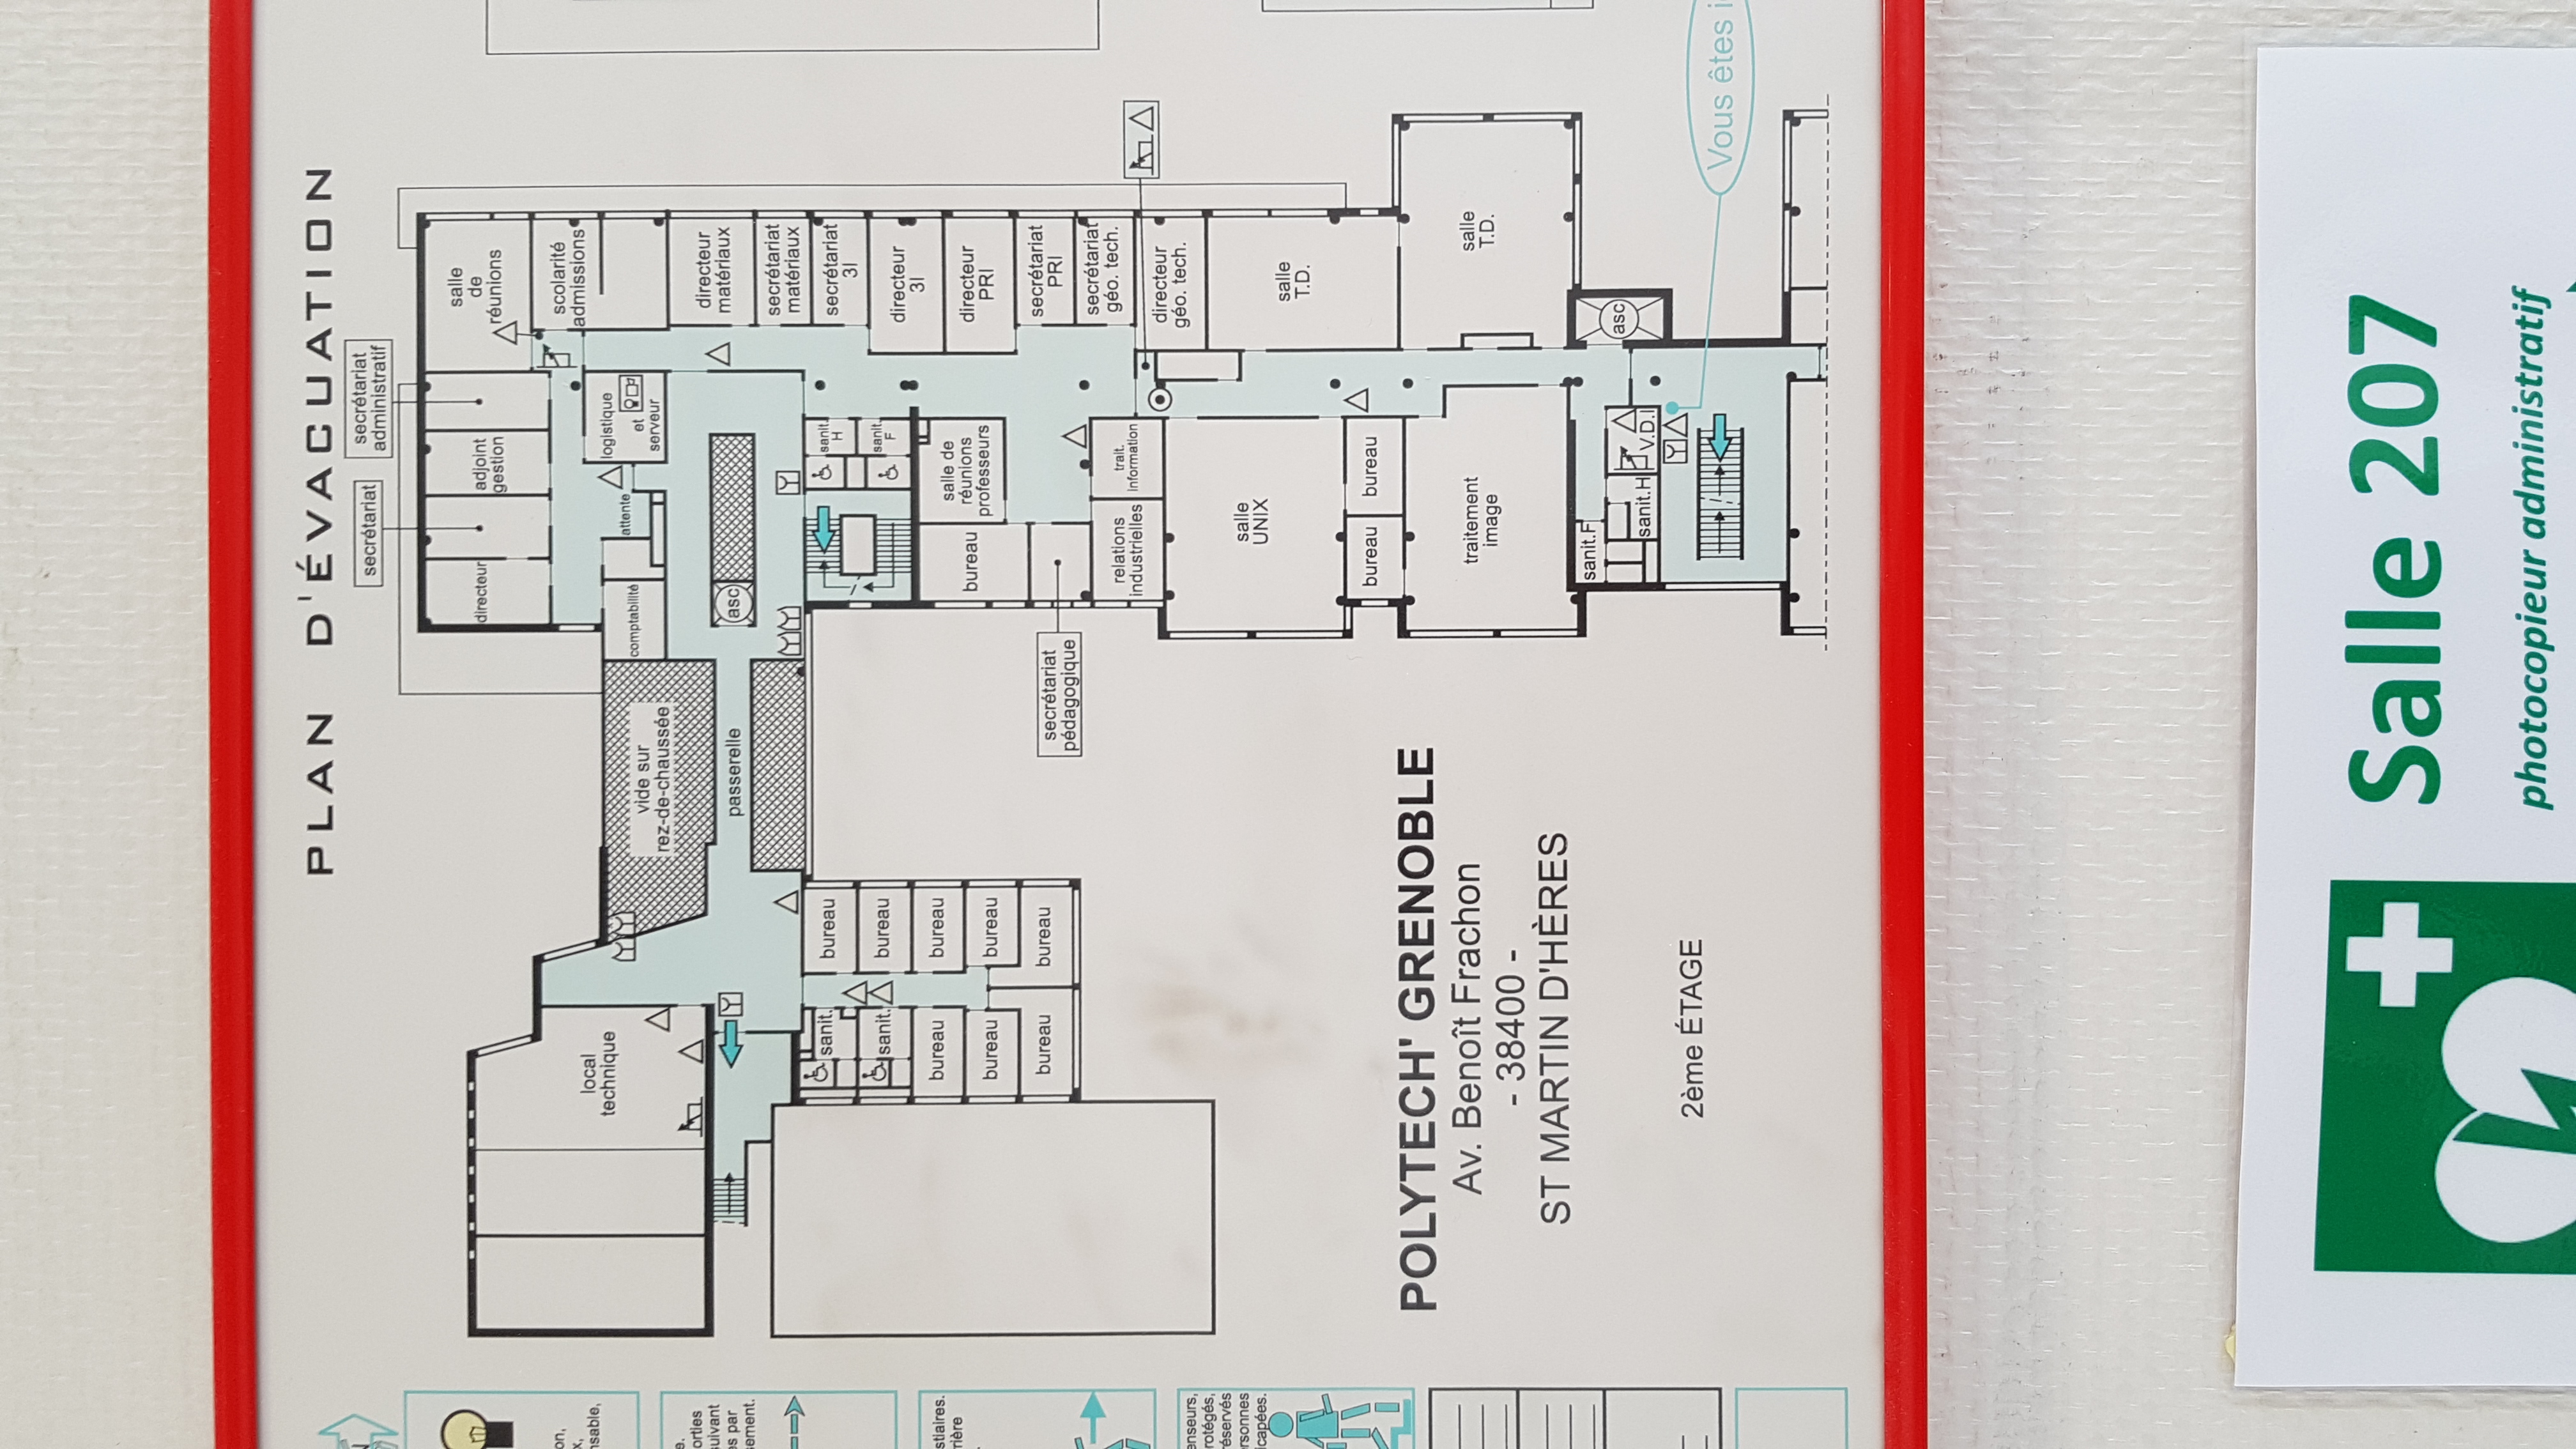 PLAN D'ÉVACUATION
secrétariat
secrétariat
administratif
directeur
adjoint
gestion
salle
de
réunions
scolarité
admissions
local
technique
vide sur
rez-de-chaussée
comptabilité
attente
logistique
et
serveur
on,
x,
nsable,
e.
orties
suivant
es par
sement.
passerelle
asc
directeur
matériaux
secrétariat
matériaux
secrétariat
3I
sanit.
sanit.
bureau
bureau
bureau
bureau
bureau
bureau
bureau
bureau
sanit.
H
sanit.
F
directeur
3I
directeur
PRI
stiaires.
rière
bureau
salle de
réunions
professeurs
secrétariat
pédagogique
secrétariat
PRI
secrétariat
géo. tech.
relations
industrielles
trait.
information
directeur
géo. tech.
enseurs,
rotégés,
réservés
ersonnes
icapées.
salle
UNIX
salle
T.D.
bureau
bureau
POLYTECH' GRENOBLE
Av. Benoît Frachon
- 38400 -
ST MARTIN D'HÈRES
traitement
image
salle
T.D.
sanit.F
sanit.H
V.D.I
asc
2ème ÉTAGE
Vous êtes i
Salle 207
photocopieur administratif